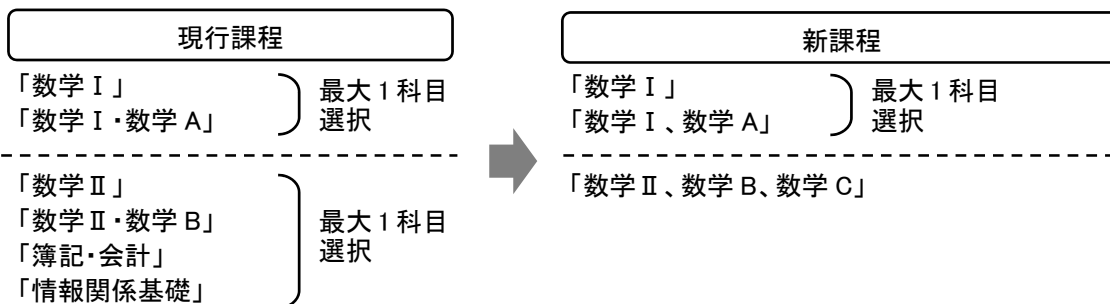 現行課程
「数学Ⅰ」
「数学Ⅰ・数学A」
最大1科目
選択
「数学Ⅱ」
「数学Ⅱ・数学B」
「簿記・会計」
「情報関係基礎」
最大1科目
選択
新課程
「数学Ⅰ」
「数学Ⅰ、数学A」
最大1科目
選択
「数学Ⅱ、数学B、数学C」